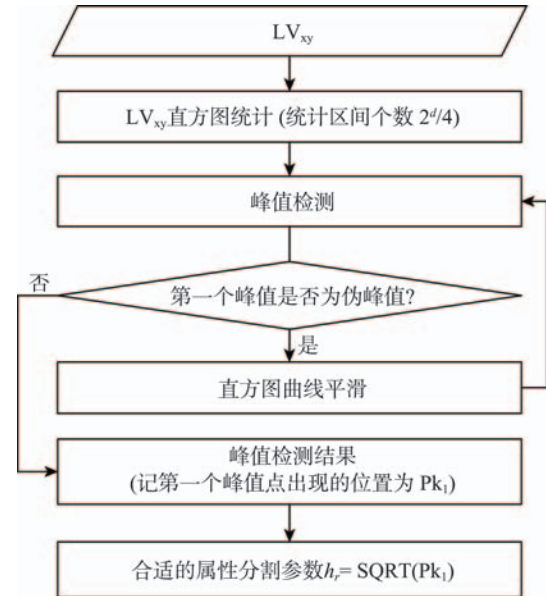 LVxy
LVxy直方图统计 (统计区间个数 2^d/4)
峰值检测
否
第一个峰值是否为伪峰值?
是
直方图曲线平滑
峰值检测结果
(记第一个峰值点出现的位置为 Pk₁)
合适的属性分割参数hr= SQRT(Pk₁)